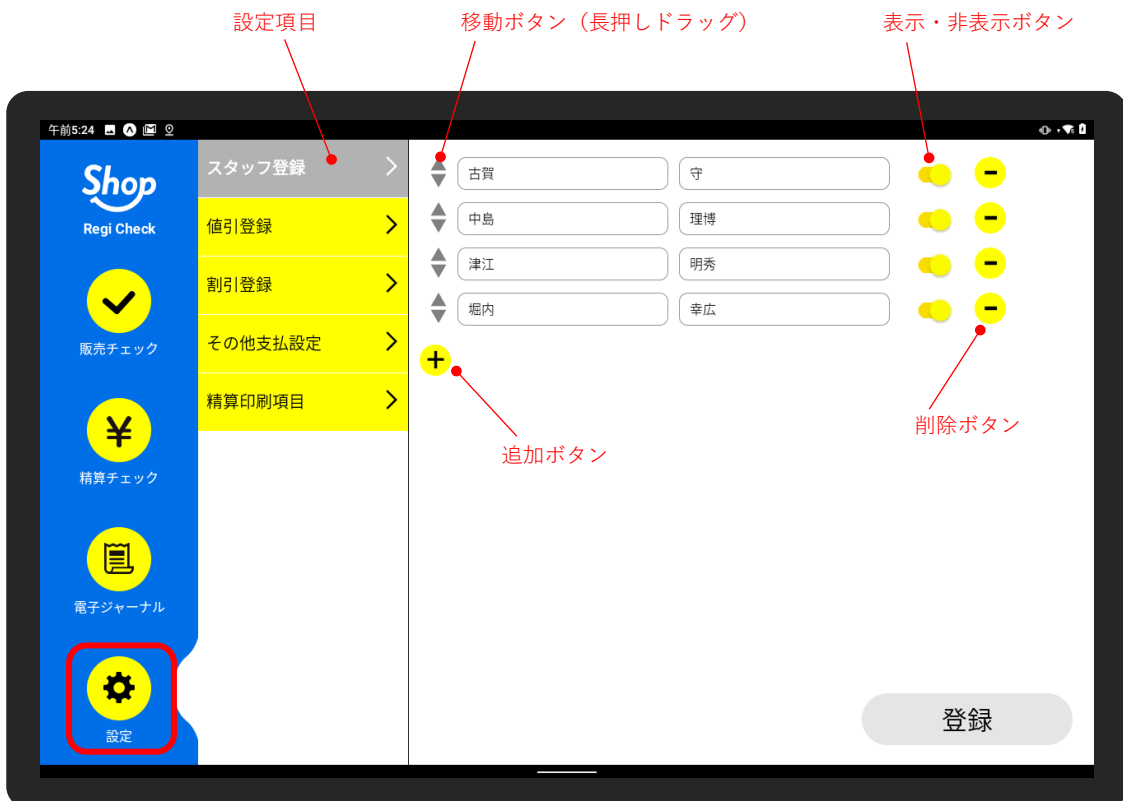 設定項目
移動ボタン（長押しドラッグ）
表示・非表示ボタン
午前5:24
Shop
Regi Check
販売チェック
精算チェック
電子ジャーナル
設定
スタッフ登録
値引登録
割引登録
その他支払設定
精算印刷項目
古賀 守
中島 理博
津江 明秀
堀内 幸広
追加ボタン
削除ボタン
登録